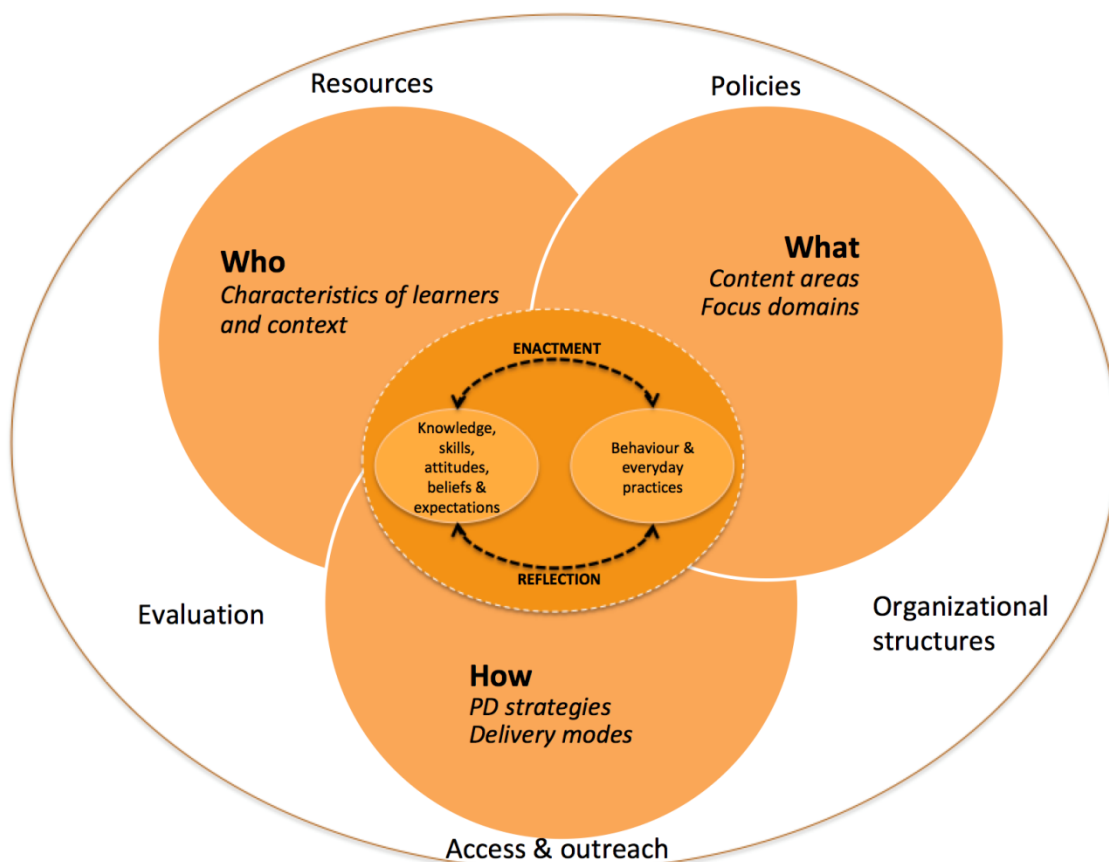 Resources
Policies
Who
Characteristics of learners
and context
What
Content areas
Focus domains
ENACTMENT
Knowledge,
skills,
attitudes,
beliefs &
expectations
Behaviour &
everyday
practices
REFLECTION
Evaluation
Organizational
structures
How
PD strategies
Delivery modes
Access & outreach